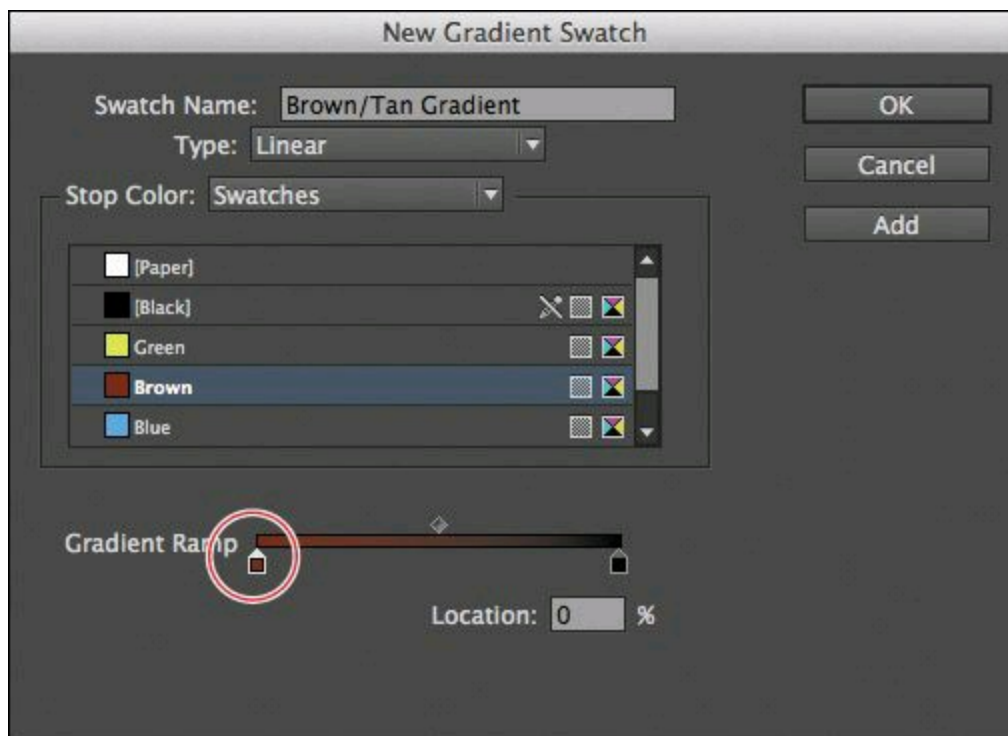 New Gradient Swatch
Swatch Name: Brown/Tan Gradient
OK
Type: Linear
Cancel
Stop Color: Swatches
Add
[Paper]
[Black]
Green
Brown
Blue
Gradient Ramp
Location: 0 %